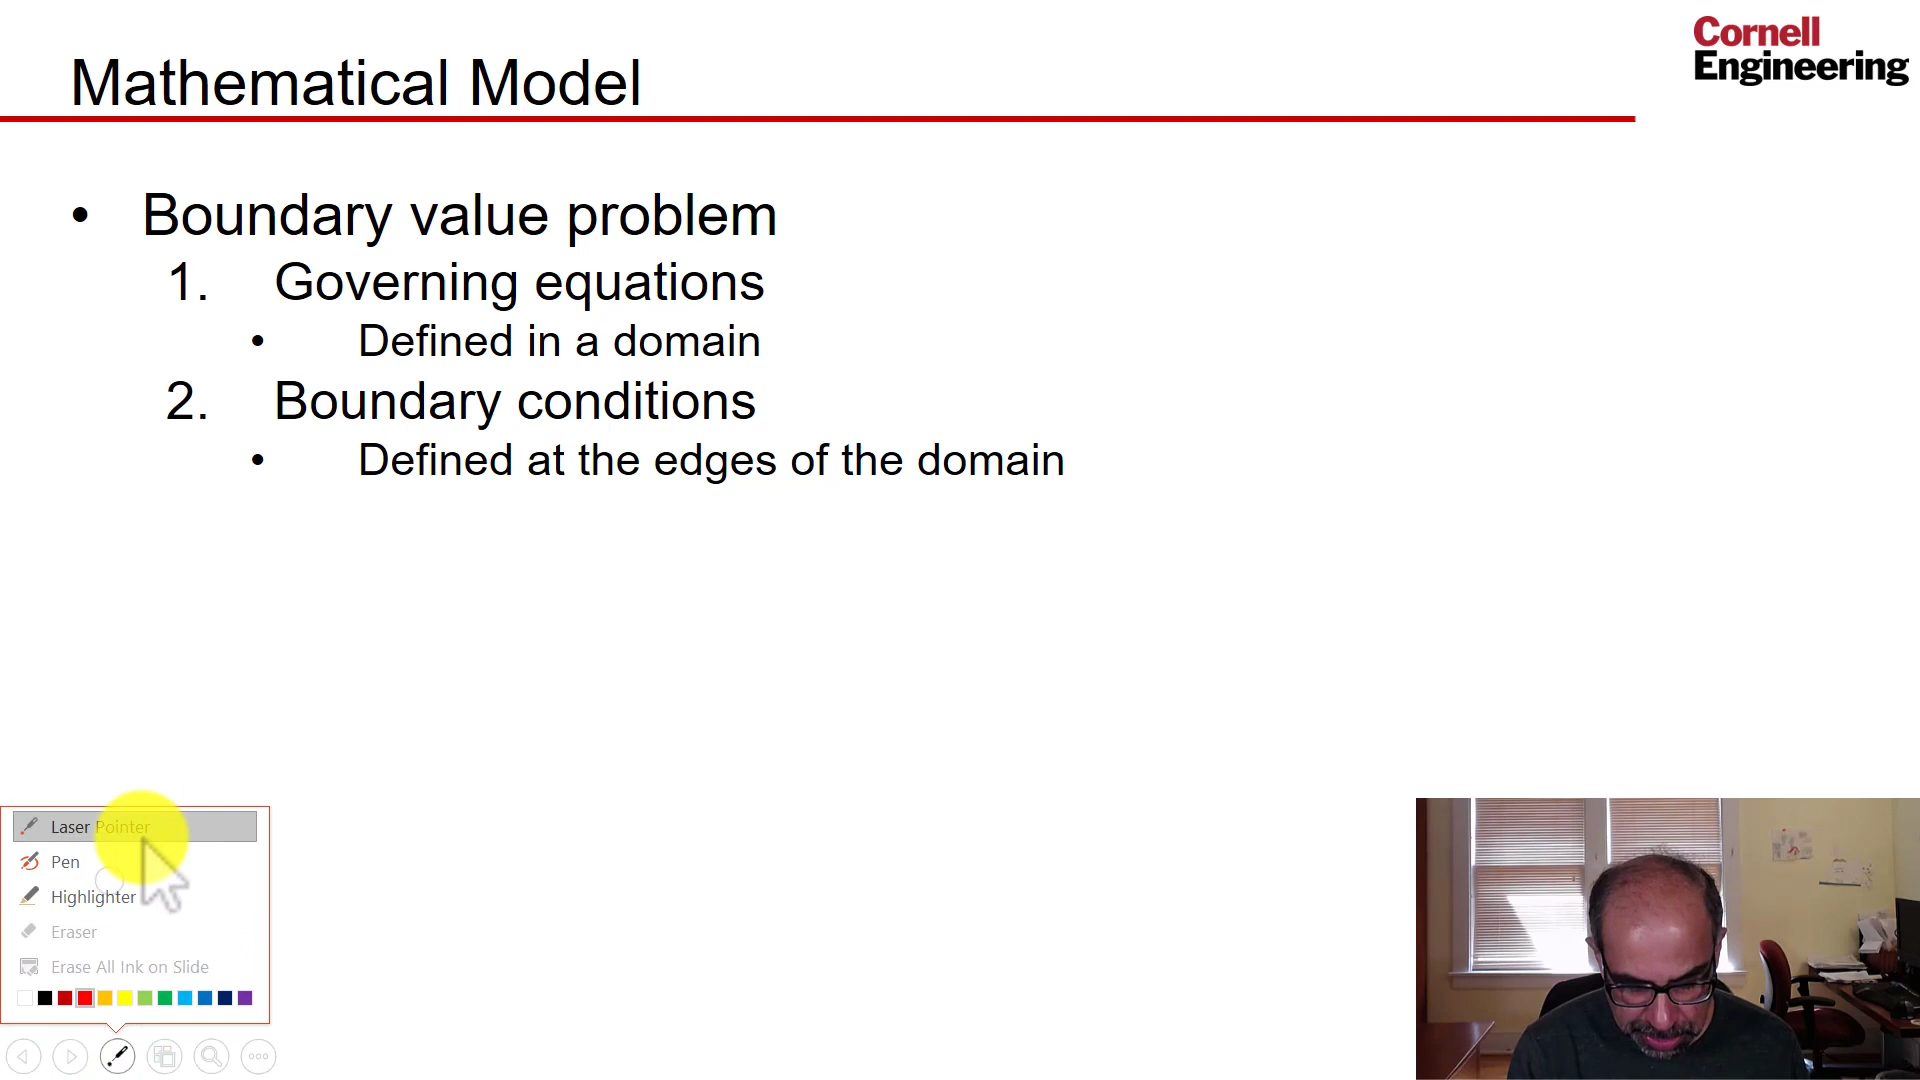 Cornell
Engineering
Mathematical Model
• Boundary value problem
1. Governing equations
• Defined in a domain
2. Boundary conditions
• Defined at the edges of the domain
Laser Pointer
Pen
Highlighter
Eraser
Erase All Ink on Slide